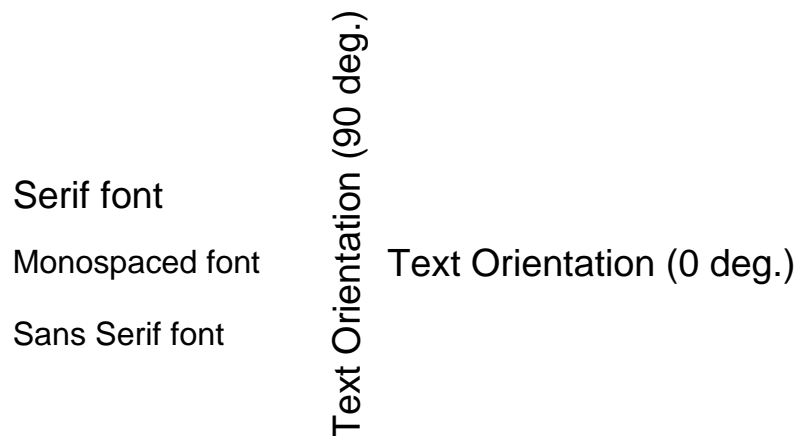 Serif font
Monospaced font
Sans Serif font
Text Orientation (90 deg.)
Text Orientation (0 deg.)